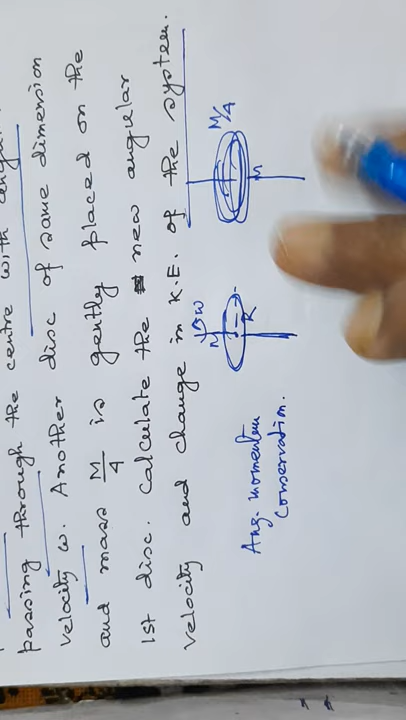 passing through the centre with
velocity ω. Another disc of same dimension
and mass M/4 is gently placed on the
1st disc. Calculate the new angular
velocity and change in K.E. of the system.
M
ω
R
M/4
M
Ang. momentum
Conservation.